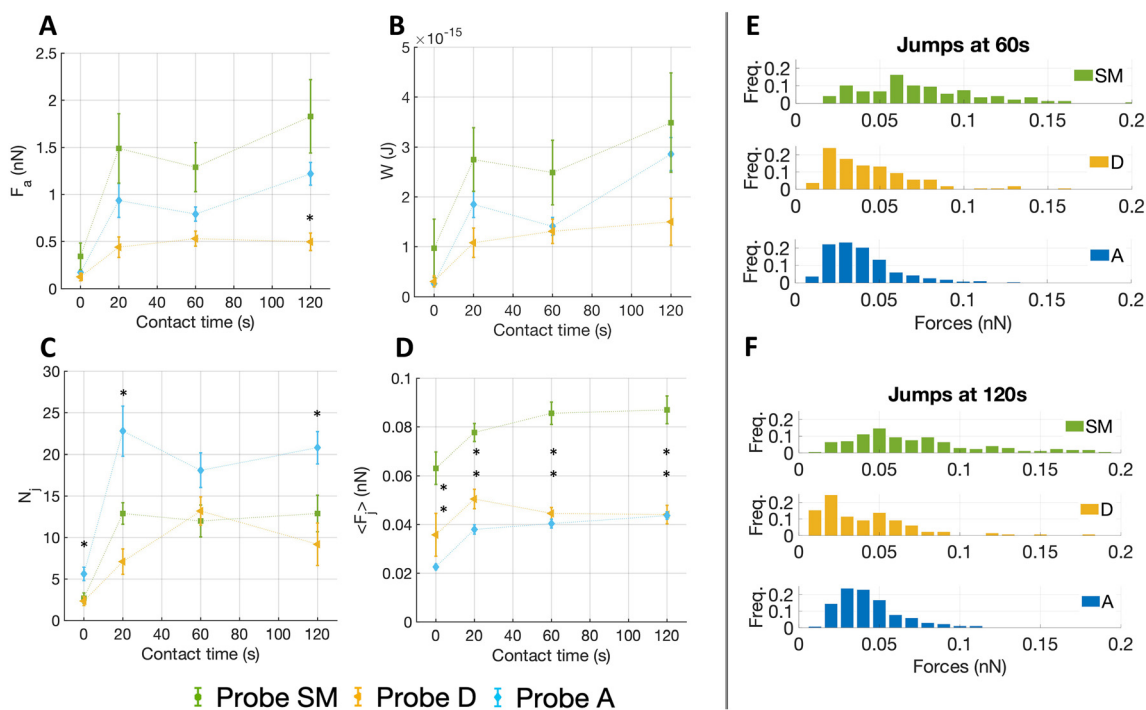 A
2.5
2
1.5
1
0.5
0
F_a (nN)
*
0 20 40 60 80 100 120
Contact time (s)
B
×10⁻¹⁵
5
4
3
2
1
0
W (J)
0 20 40 60 80 100 120
Contact time (s)
C
30
25
20
15
10
5
0
N_j
* * *
0 20 40 60 80 100 120
Contact time (s)
D
0.1
0.08
0.06
0.04
0.02
0
<F_j> (nN)
* * * *
* * * *
0 20 40 60 80 100 120
Contact time (s)
Probe SM Probe D Probe A
E
Jumps at 60s
Freq.
0.2
0.1
0
SM
0 0.05 0.1 0.15 0.2
Freq.
0.2
0.1
0
D
0 0.05 0.1 0.15 0.2
Freq.
0.2
0.1
0
A
0 0.05 0.1 0.15 0.2
Forces (nN)
F
Jumps at 120s
Freq.
0.2
0.1
0
SM
0 0.05 0.1 0.15 0.2
Freq.
0.2
0.1
0
D
0 0.05 0.1 0.15 0.2
Freq.
0.2
0.1
0
A
0 0.05 0.1 0.15 0.2
Forces (nN)